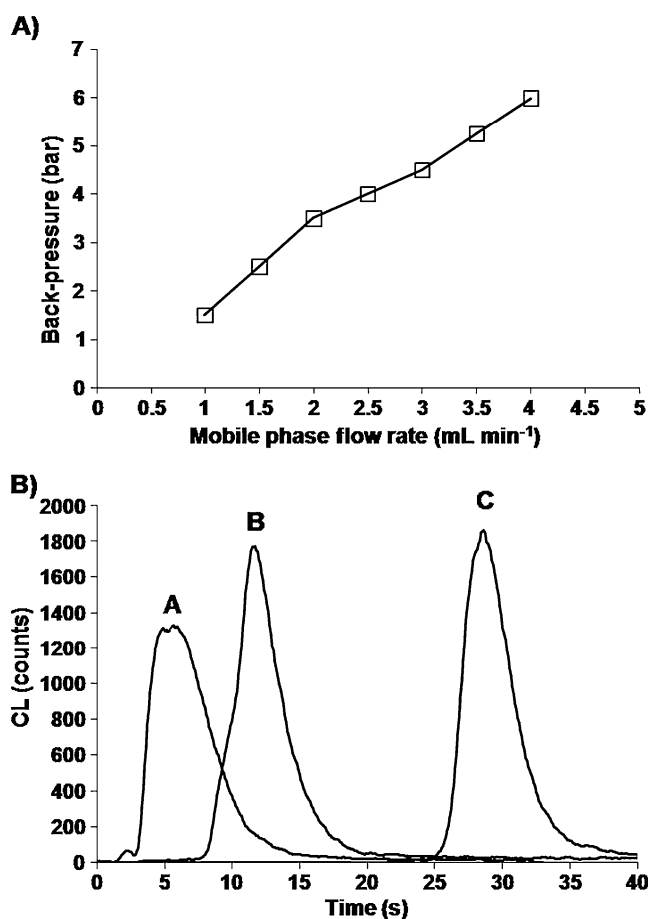 A)
7
6
5
4
3
2
1
0
Back-pressure (bar)
0 0.5 1 1.5 2 2.5 3 3.5 4 4.5 5
Mobile phase flow rate (mL min⁻¹)
B)
2000
1800
1600
1400
1200
1000
800
600
400
200
0
CL (counts)
A
B
C
0 5 10 15 20 25 30 35 40
Time (s)